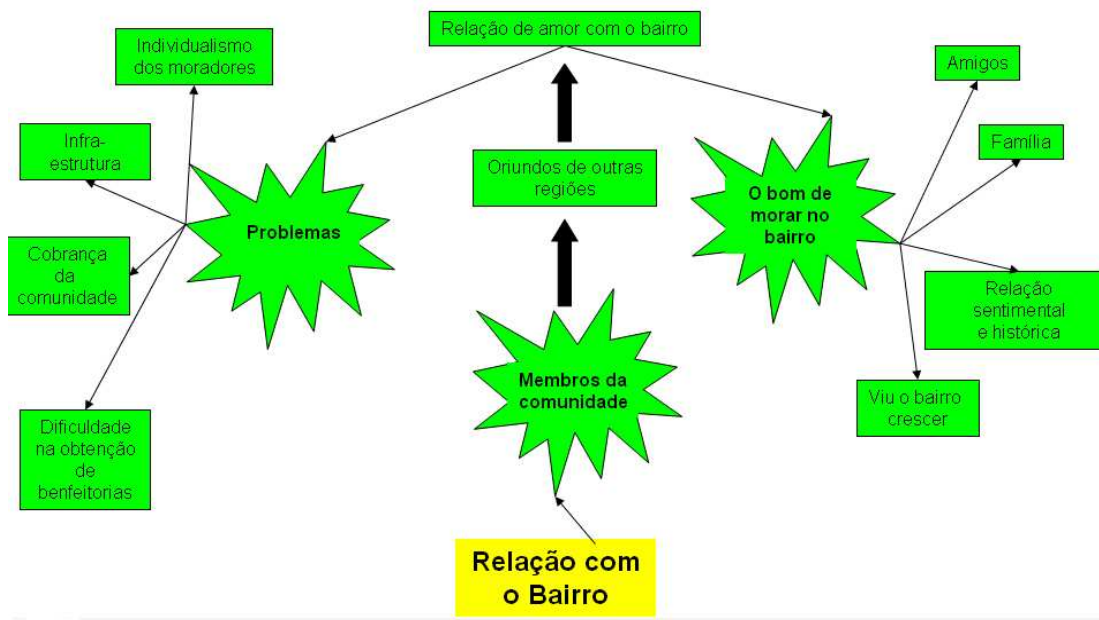 Relação de amor com o bairro
Individualismo
dos moradores
Infra-
estrutura
Cobrança
da
comunidade
Dificuldade
na obtenção
de
benfeitorias
Problemas
Oriundos de outras
regiões
Membros da
comunidade
Relação com
o Bairro
O bom de
morar no
bairro
Amigos
Família
Relação
sentimental
e histórica
Viu o bairro
crescer